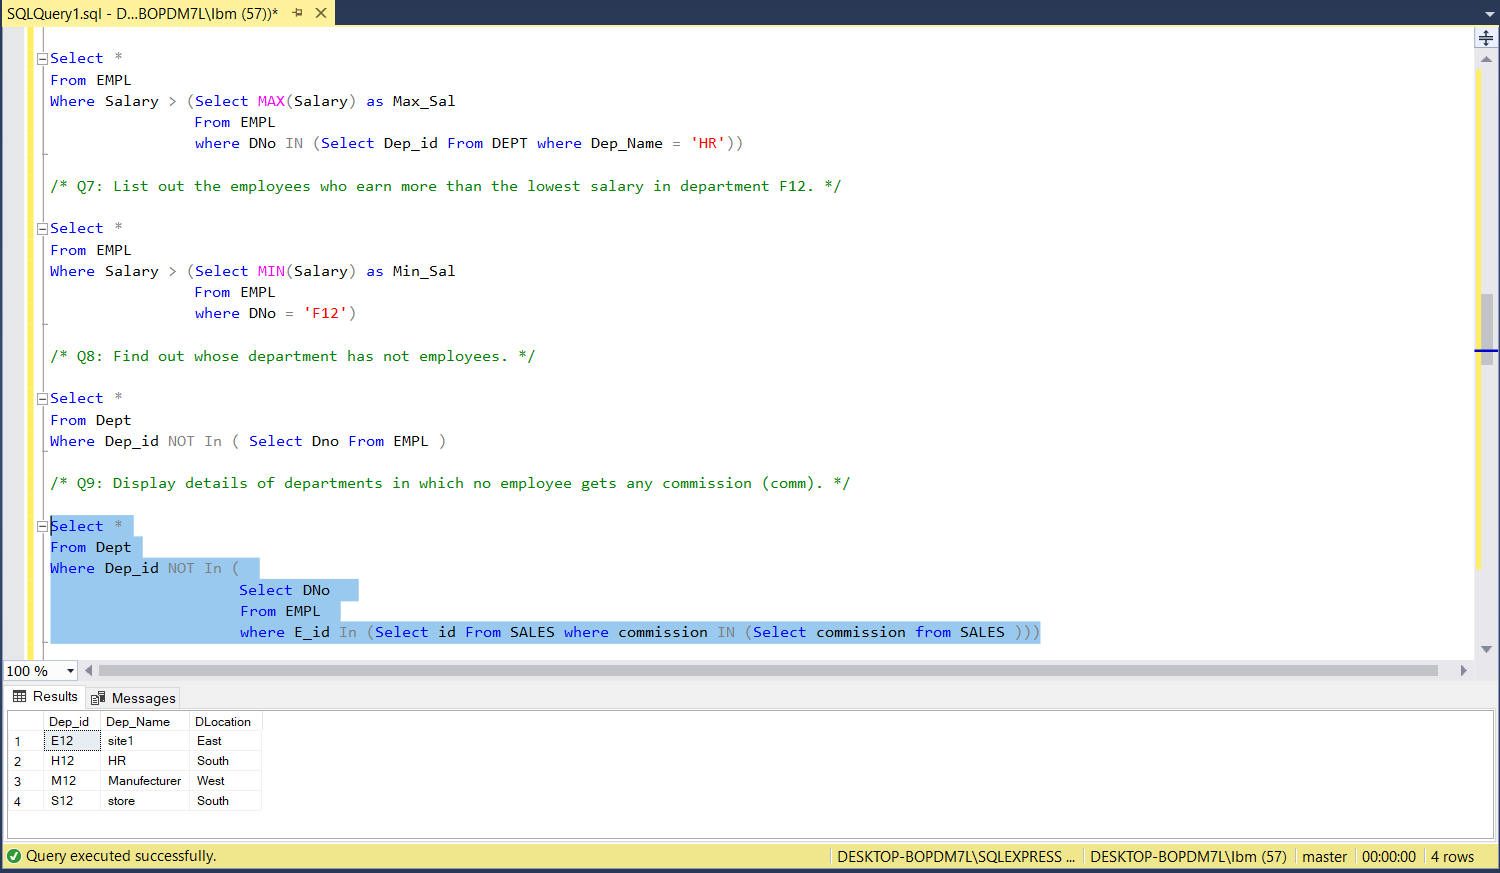 SQLQuery1.sql - D...BOPDM7L\Ibm (57))*
Select *
From EMPL
Where Salary > (Select MAX(Salary) as Max_Sal
From EMPL
where DNo IN (Select Dep_id From DEPT where Dep_Name = 'HR'))
/* Q7: List out the employees who earn more than the lowest salary in department F12. */
Select *
From EMPL
Where Salary > (Select MIN(Salary) as Min_Sal
From EMPL
where DNo = 'F12')
/* Q8: Find out whose department has not employees. */
Select *
From Dept
Where Dep_id NOT In ( Select Dno From EMPL )
/* Q9: Display details of departments in which no employee gets any commission (comm). */
Select *
From Dept
Where Dep_id NOT In (
Select DNo
From EMPL
where E_id In (Select id From SALES where commission IN (Select commission from SALES )))
100 %
Results Messages
Dep_id Dep_Name DLocation
1 E12 site1 East
2 H12 HR South
3 M12 Manufecturer West
4 S12 store South
Query executed successfully. DESKTOP-BOPDM7L\SQLEXPRESS ... DESKTOP-BOPDM7L\Ibm (57) master 00:00:00 4 rows